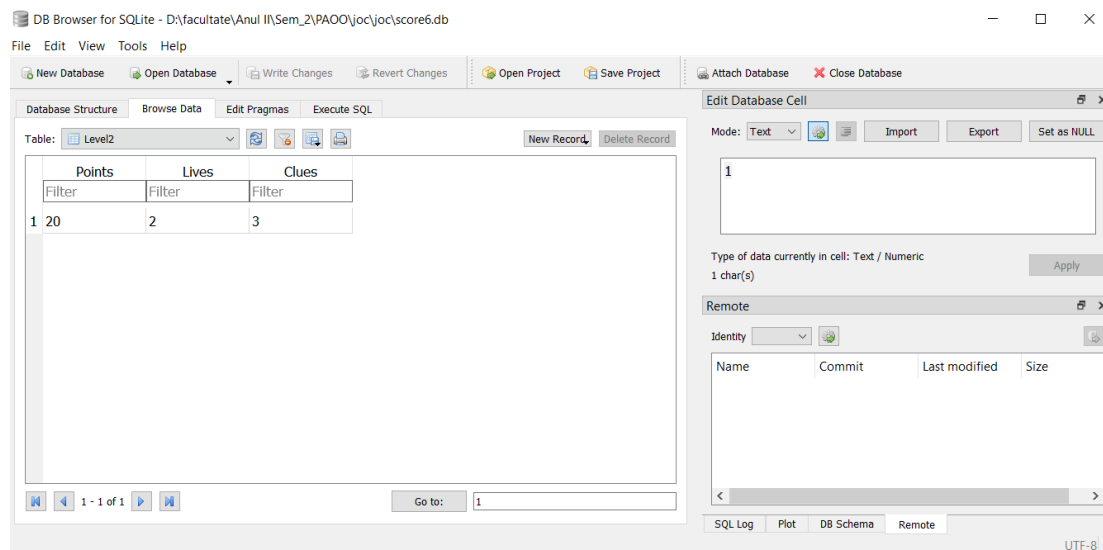 DB Browser for SQLite - D:\facultate\Anul II\Sem_2\PAOO\joc\joc\score6.db
File Edit View Tools Help
New Database Open Database Write Changes Revert Changes Open Project Save Project Attach Database Close Database
Database Structure Browse Data Edit Pragmas Execute SQL
Table: Level2 New Record Delete Record
Points Lives Clues
Filter Filter Filter
1 20 2 3
1 - 1 of 1 Go to: 1
Edit Database Cell
Mode: Text Import Export Set as NULL
1
Type of data currently in cell: Text / Numeric
1 char(s)
Apply
Remote
Identity
Name Commit Last modified Size
SQL Log Plot DB Schema Remote
UTF-8